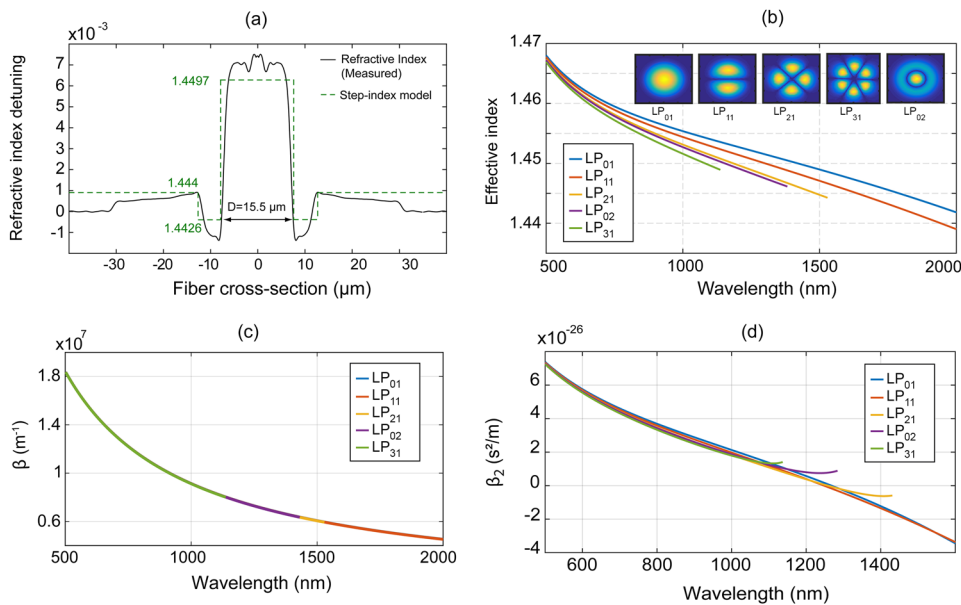 (a)
×10⁻³
Refractive index detuning
7
6
5
4
3
2
1
0
-1
1.4497
1.444
1.4426
D=15.5 µm
Refractive Index
(Measured)
Step-index model
-30 -20 -10 0 10 20 30
Fiber cross-section (µm)
(b)
Effective index
1.47
1.46
1.45
1.44
LP₀₁ LP₁₁ LP₂₁ LP₃₁ LP₀₂
LP₀₁
LP₁₁
LP₂₁
LP₀₂
LP₃₁
500 1000 1500 2000
Wavelength (nm)
(c)
x 10⁷
β (m⁻¹)
1.8
1.4
1
0.6
LP₀₁
LP₁₁
LP₂₁
LP₀₂
LP₃₁
500 1000 1500 2000
Wavelength (nm)
(d)
x10⁻²⁶
β₂ (s²/m)
6
4
2
0
-2
-4
LP₀₁
LP₁₁
LP₂₁
LP₀₂
LP₃₁
600 800 1000 1200 1400
Wavelength (nm)